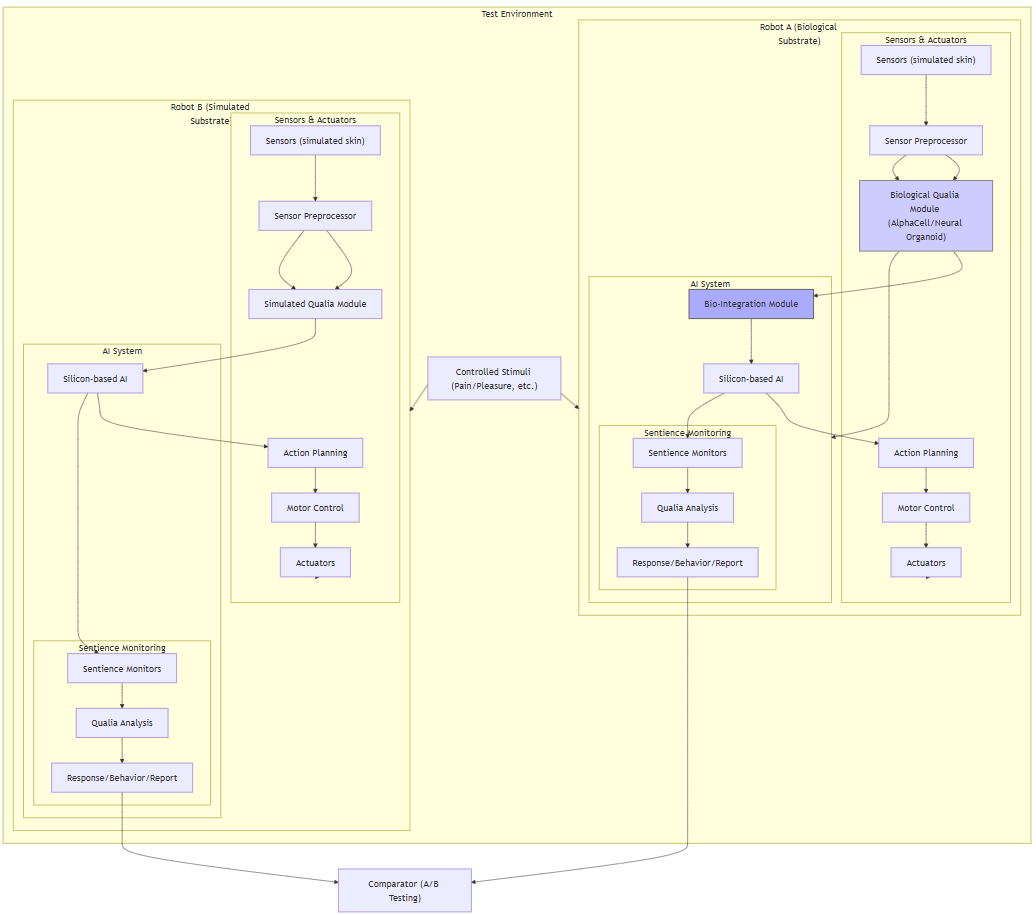 Test Environment
Robot A (Biological
Substrate)
Sensors & Actuators
Sensors (simulated skin)
Sensor Preprocessor
Biological Qualia
Module
(AlphaCell/Neural
Organoid)
AI System
Bio-Integration Module
Silicon-based AI
Sentience Monitoring
Sentience Monitors
Qualia Analysis
Response/Behavior/Report
Action Planning
Motor Control
Actuators
Robot B (Simulated
Substrate)
Sensors & Actuators
Sensors (simulated skin)
Sensor Preprocessor
Simulated Qualia Module
AI System
Silicon-based AI
Action Planning
Motor Control
Actuators
Sentience Monitoring
Sentience Monitors
Qualia Analysis
Response/Behavior/Report
Controlled Stimuli
(Pain/Pleasure, etc.)
Comparator (A/B
Testing)